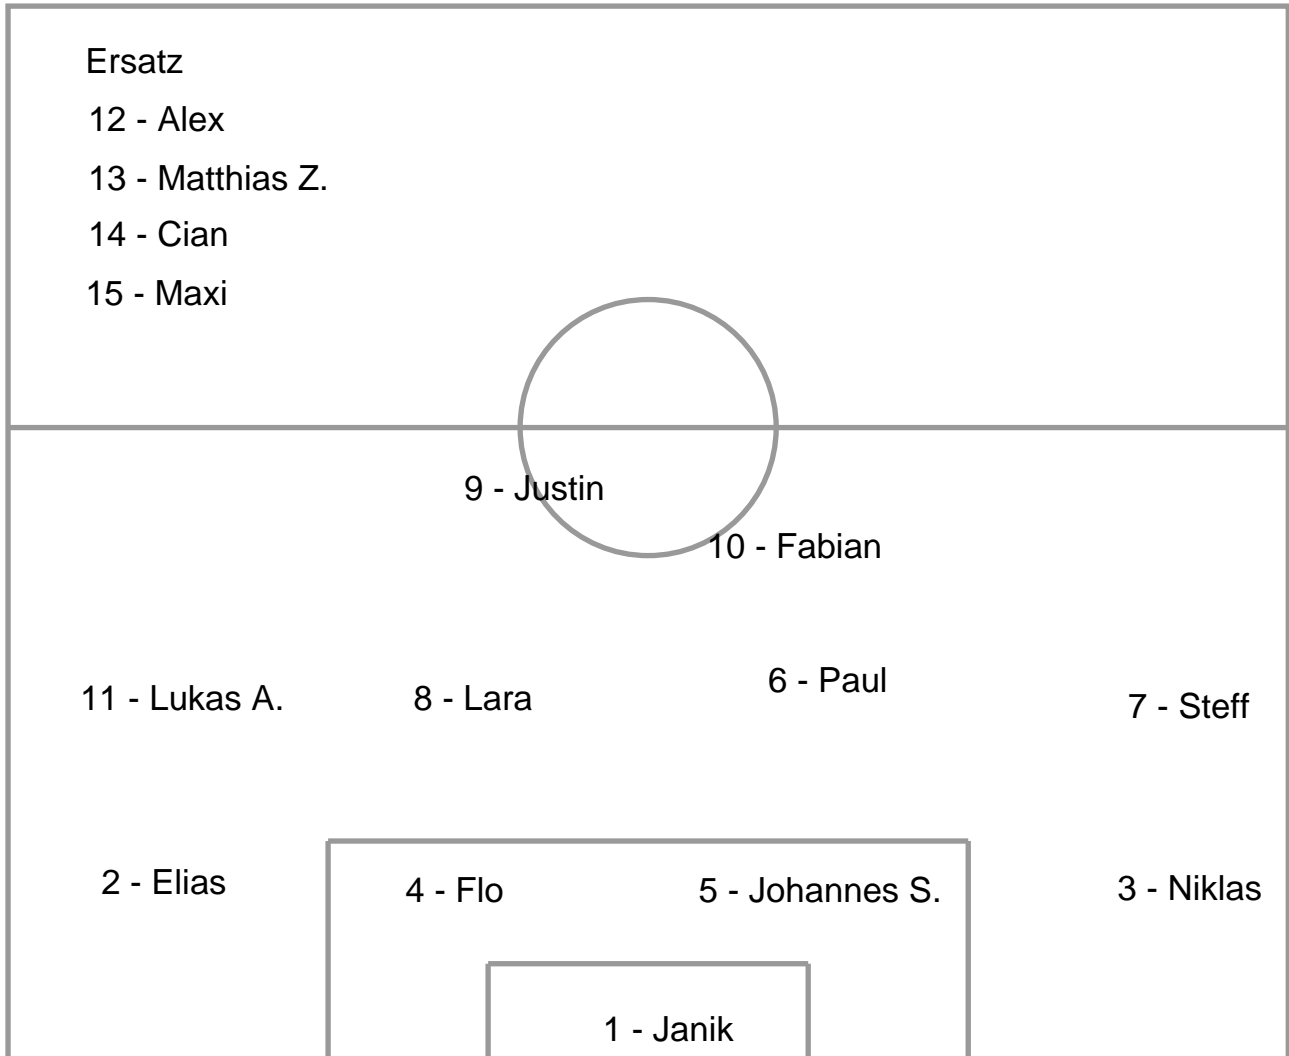 Ersatz
12 - Alex
13 - Matthias Z.
14 - Cian
15 - Maxi
9 - Justin
10 - Fabian
11 - Lukas A.
8 - Lara
6 - Paul
7 - Steff
2 - Elias
4 - Flo
5 - Johannes S.
3 - Niklas
1 - Janik